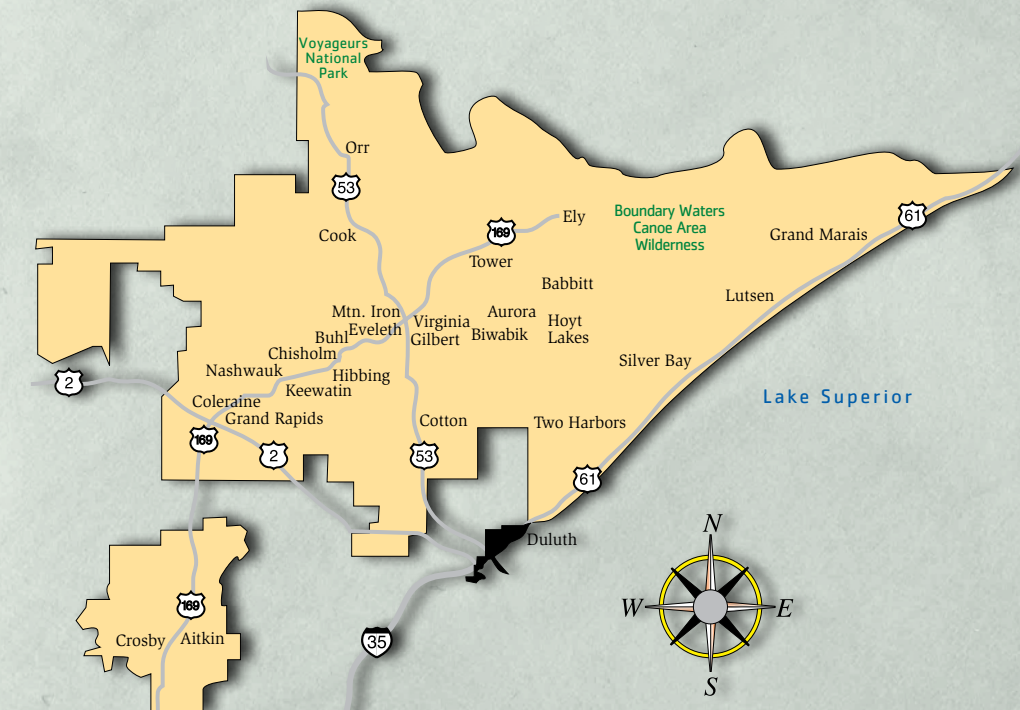 Voyageurs
National
Park
Orr
53
Cook
Ely
169
Tower
Boundary Waters
Canoe Area
Wilderness
61
Grand Marais
Babbitt
Lutsen
Mtn. Iron
Eveleth
Virginia
Gilbert
Aurora
Biwabik
Hoyt
Lakes
Buhl
Chisholm
Silver Bay
Nashwauk
Hibbing
Keewatin
2
Coleraine
Grand Rapids
Lake Superior
Cotton
Two Harbors
169
2
53
61
Duluth
N
W
E
S
169
Crosby
Aitkin
35